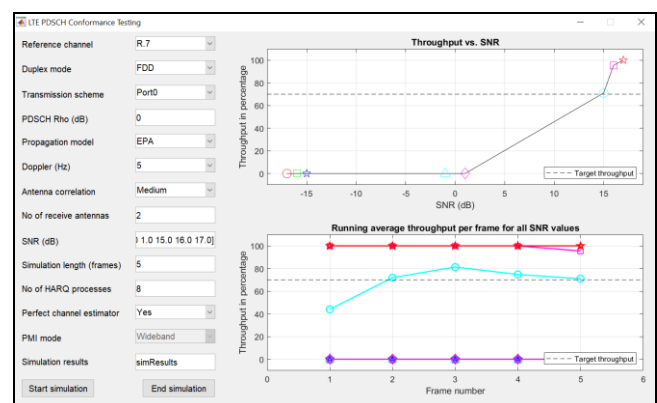 LTE PDSCH Conformance Testing
Reference channel R.7
Duplex mode FDD
Transmission scheme Port0
PDSCH Rho (dB) 0
Propagation model EPA
Doppler (Hz) 5
Antenna correlation Medium
No of receive antennas 2
SNR (dB) 0 1.0 15.0 16.0 17.0]
Simulation length (frames) 5
No of HARQ processes 8
Perfect channel estimator Yes
PMI mode Wideband
Simulation results simResults
Start simulation End simulation
Throughput vs. SNR
Throughput in percentage
100
80
60
40
20
0
Target throughput
-15 -10 -5 0 5 10 15
SNR (dB)
Running average throughput per frame for all SNR values
Throughput in percentage
100
80
60
40
20
0
Target throughput
0 1 2 3 4 5 6
Frame number